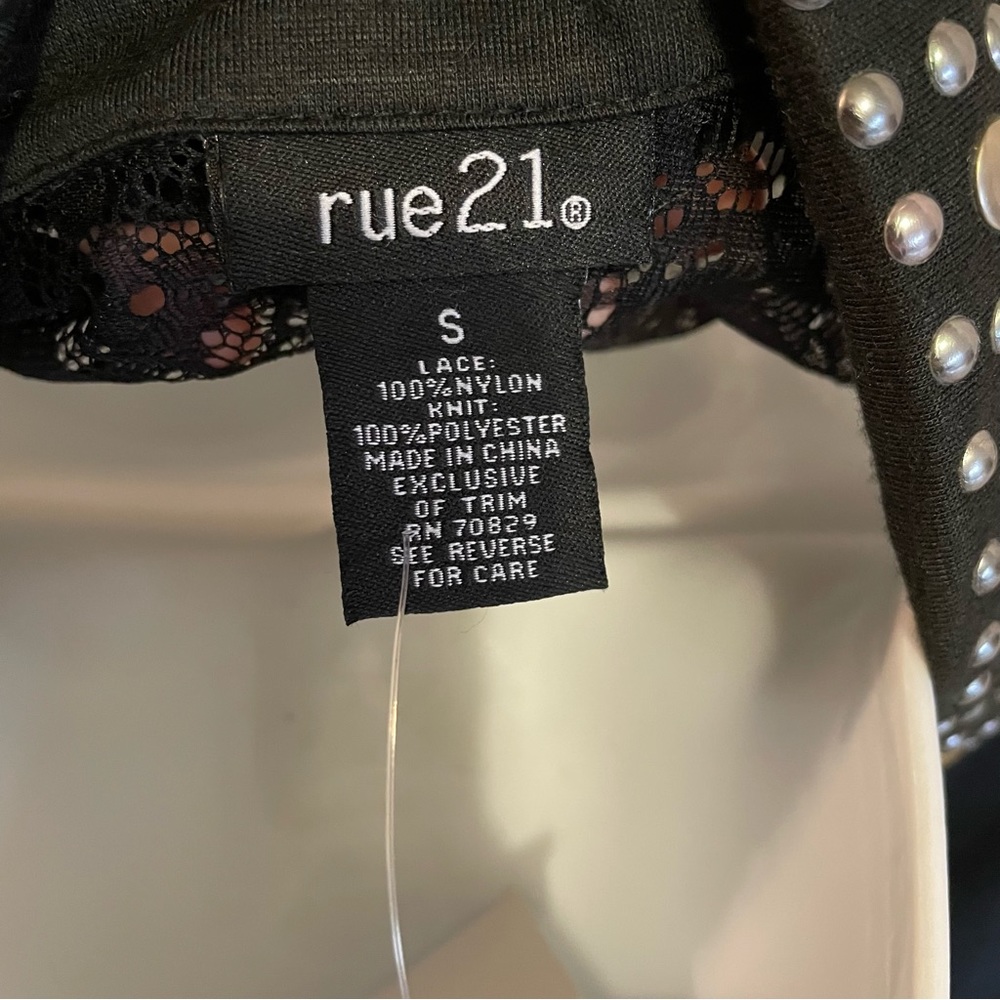 rue21®
S
LACE:
100%NYLON
KNIT:
100%POLYESTER
MADE IN CHINA
EXCLUSIVE
OF TRIM
RN 70829
SEE REVERSE
FOR CARE